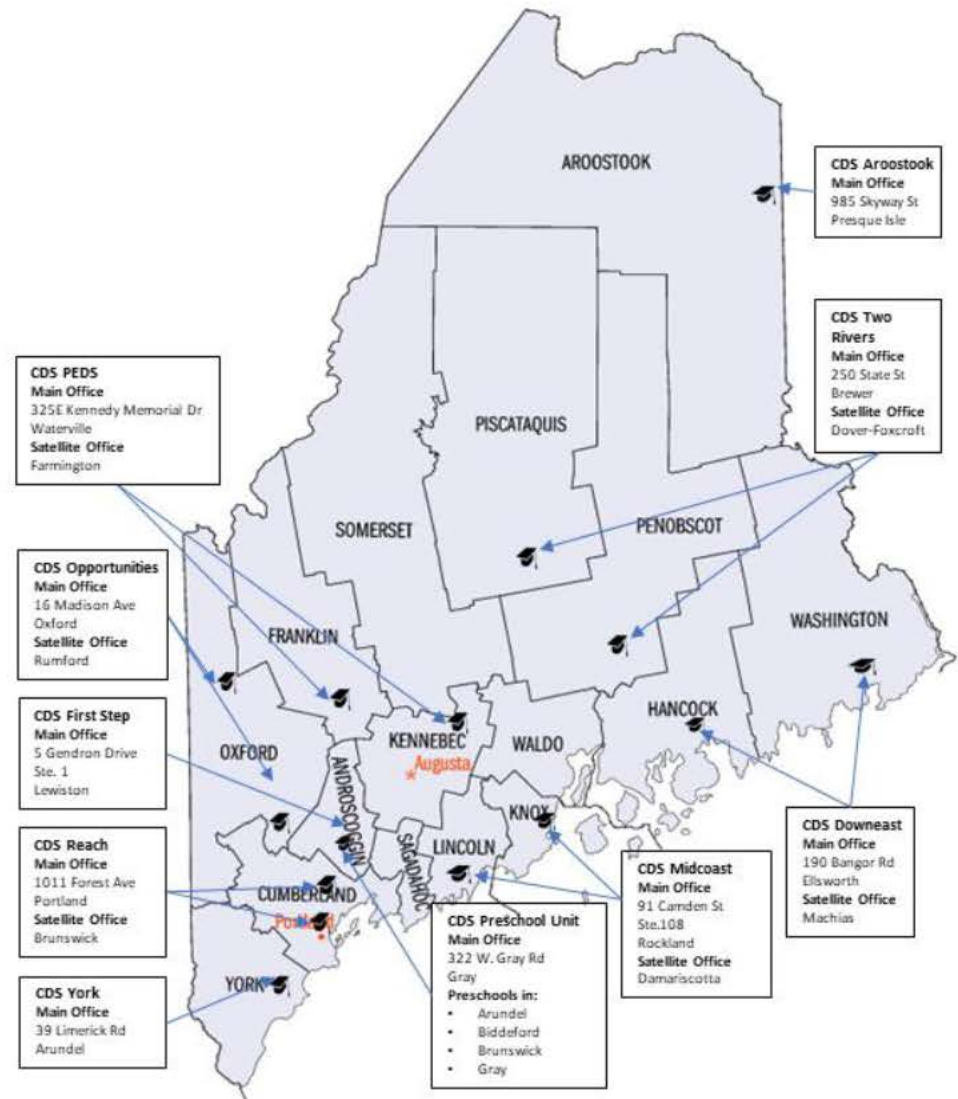 AROOSTOOK
CDS Aroostook
Main Office
985 Skyway St
Presque Isle
CDS Two
Rivers
Main Office
250 State St
Brewer
Satellite Office
Dover-Foxcroft
CDS PEDS
Main Office
325E Kennedy Memorial Dr
Waterville
Satellite Office
Farmington
PISCATAQUIS
SOMERSET
PENOBSCOT
CDS Opportunities
Main Office
16 Madison Ave
Oxford
Satellite Office
Rumford
FRANKLIN
WASHINGTON
HANCOCK
CDS First Step
Main Office
5 Gendron Drive
Ste. 1
Lewiston
OXFORD
KENNEBEC
WALDO
Augusta
*
ANDROSCOGGIN
KNOX
SAGADAHOC
LINCOLN
CDS Reach
Main Office
1011 Forest Ave
Portland
Satellite Office
Brunswick
CUMBERLAND
Portland
CDS Downeast
Main Office
190 Bangor Rd
Ellsworth
Satellite Office
Machias
CDS Midcoast
Main Office
91 Camden St
Ste.108
Rockland
Satellite Office
Damariscotta
CDS Preschool Unit
Main Office
322 W. Gray Rd
Gray
Preschools in:
▪ Arundel
▪ Biddeford
▪ Brunswick
▪ Gray
YORK
CDS York
Main Office
39 Limerick Rd
Arundel